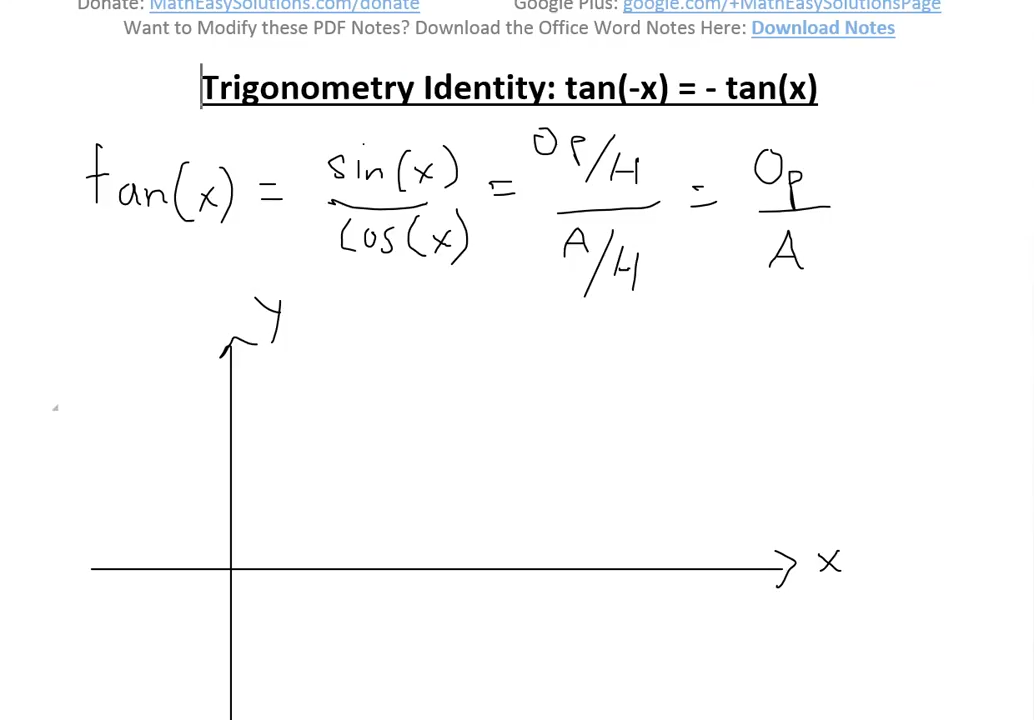 Donate: MathEasySolutions.com/donate Google Plus: google.com/+MathEasySolutionsPage
Want to Modify these PDF Notes? Download the Office Word Notes Here: Download Notes
Trigonometry Identity: tan(-x) = - tan(x)
tan(x) = sin(x)/cos(x) = (Op/H)/(A/H) = Op/A
y
x